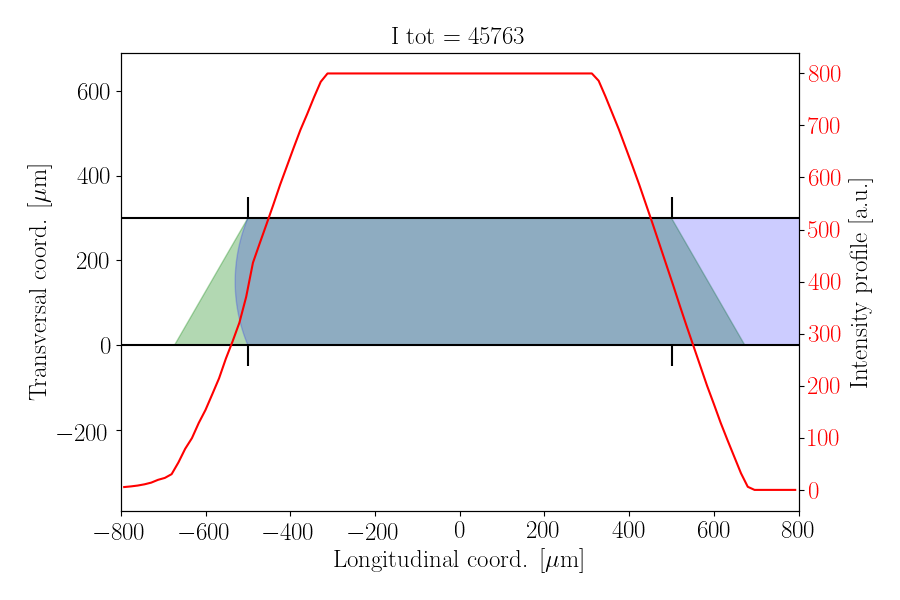 I tot = 45763
600
400
200
0
−200
Transversal coord. [μm]
800
700
600
500
400
300
200
100
0
Intensity profile [a.u.]
−800 −600 −400 −200 0 200 400 600 800
Longitudinal coord. [μm]